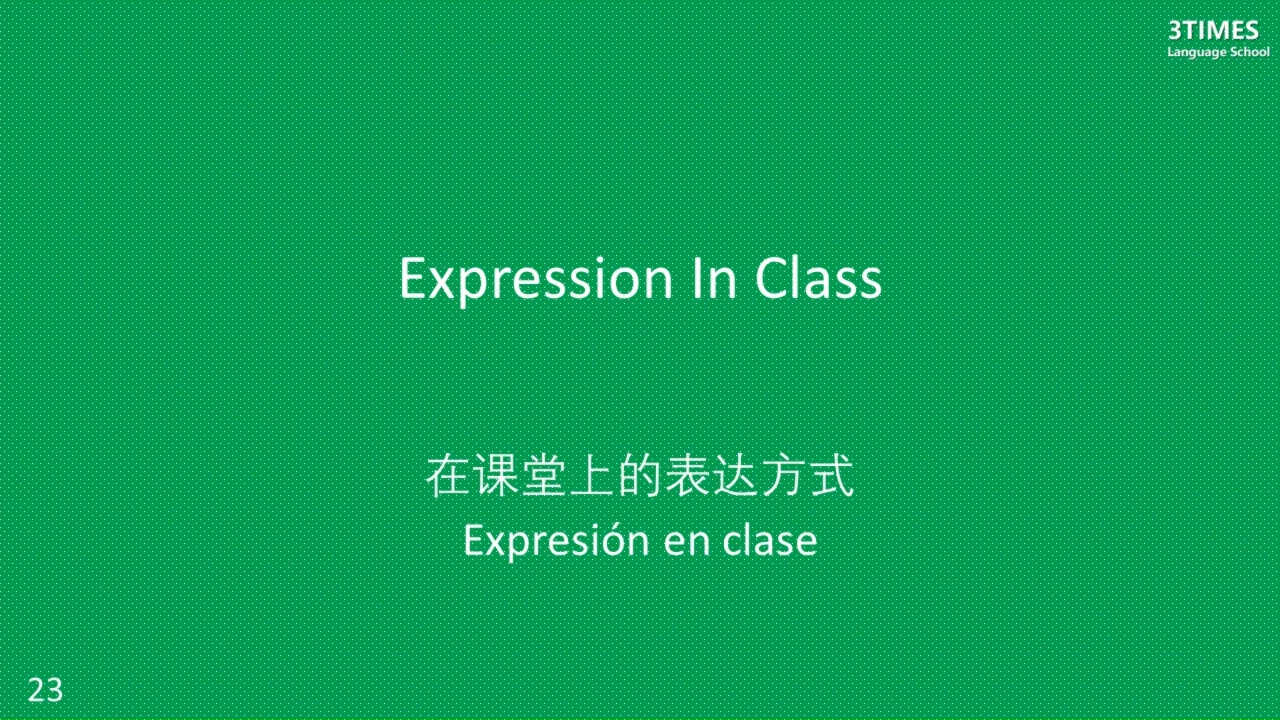 3TIMES
Language School
Expression In Class
在课堂上的表达方式
Expresión en clase
23